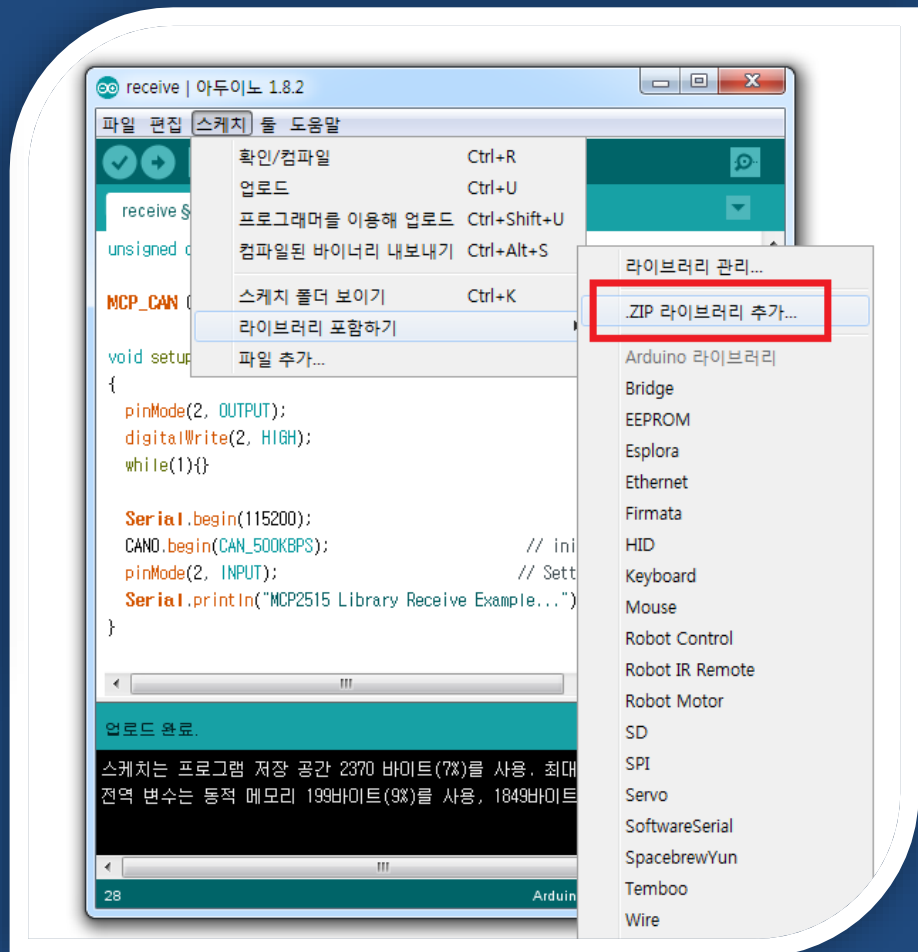 receive | 아두이노 1.8.2
파일 편집 스케치 툴 도움말
확인/컴파일 Ctrl+R
업로드 Ctrl+U
프로그래머를 이용해 업로드 Ctrl+Shift+U
컴파일된 바이너리 내보내기 Ctrl+Alt+S
스케치 폴더 보이기 Ctrl+K
라이브러리 포함하기
파일 추가...
라이브러리 관리...
.ZIP 라이브러리 추가...
Arduino 라이브러리
Bridge
EEPROM
Esplora
Ethernet
Firmata
HID
Keyboard
Mouse
Robot Control
Robot IR Remote
Robot Motor
SD
SPI
Servo
SoftwareSerial
SpacebrewYun
Temboo
Wire
receive §
unsigned
MCP_CAN (
void setup
{
pinMode(2, OUTPUT);
digitalWrite(2, HIGH);
while(1){}
Serial.begin(115200);
CAN0.begin(CAN_500KBPS); // ini
pinMode(2, INPUT); // Sett
Serial.println("MCP2515 Library Receive Example...")
}
업로드 완료.
스케치는 프로그램 저장 공간 2370 바이트(7%)를 사용. 최대
전역 변수는 동적 메모리 199바이트(9%)를 사용, 1849바이트
28 Arduin